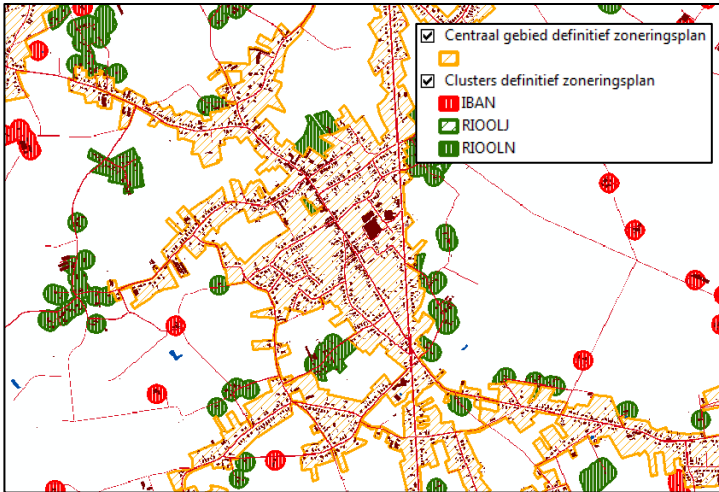 Centraal gebied definitief zoneringsplan
Clusters definitief zoneringsplan
IBAN
RIOOLJ
RIOOLN